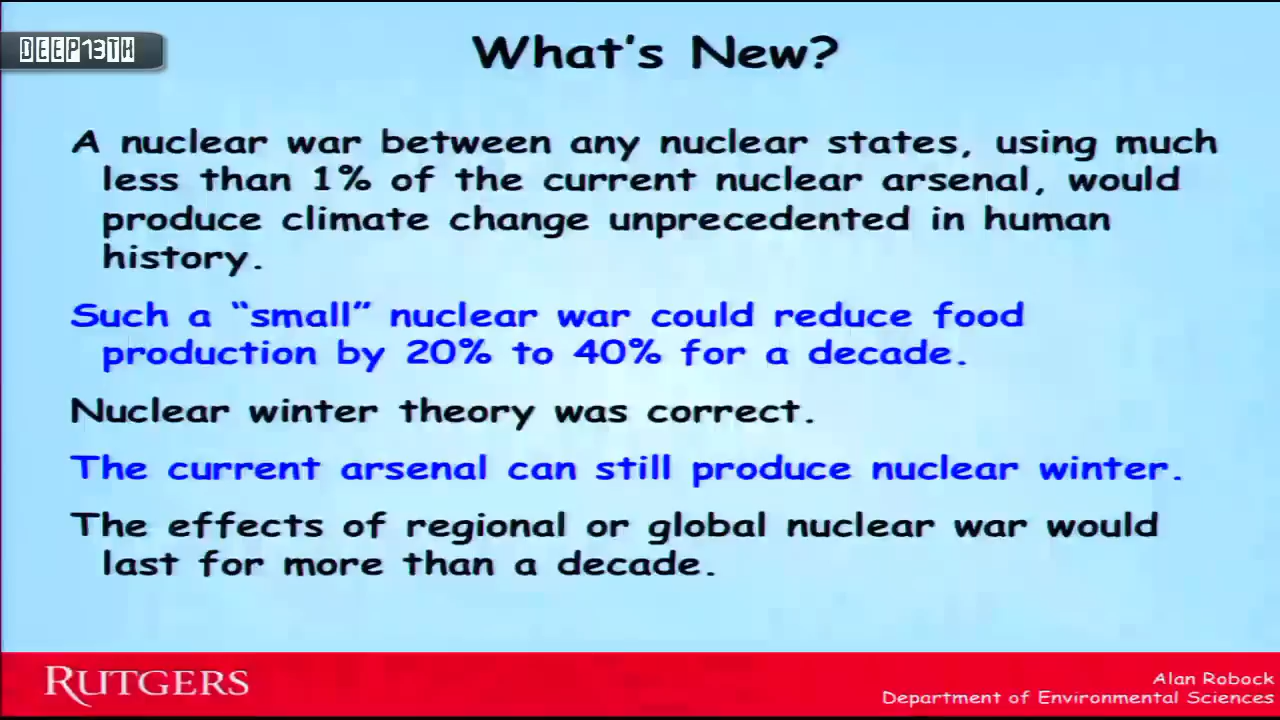 DEEP13TH
What's New?
A nuclear war between any nuclear states, using much
less than 1% of the current nuclear arsenal, would
produce climate change unprecedented in human
history.
Such a “small” nuclear war could reduce food
production by 20% to 40% for a decade.
Nuclear winter theory was correct.
The current arsenal can still produce nuclear winter.
The effects of regional or global nuclear war would
last for more than a decade.
RUTGERS
Alan Robock
Department of Environmental Sciences